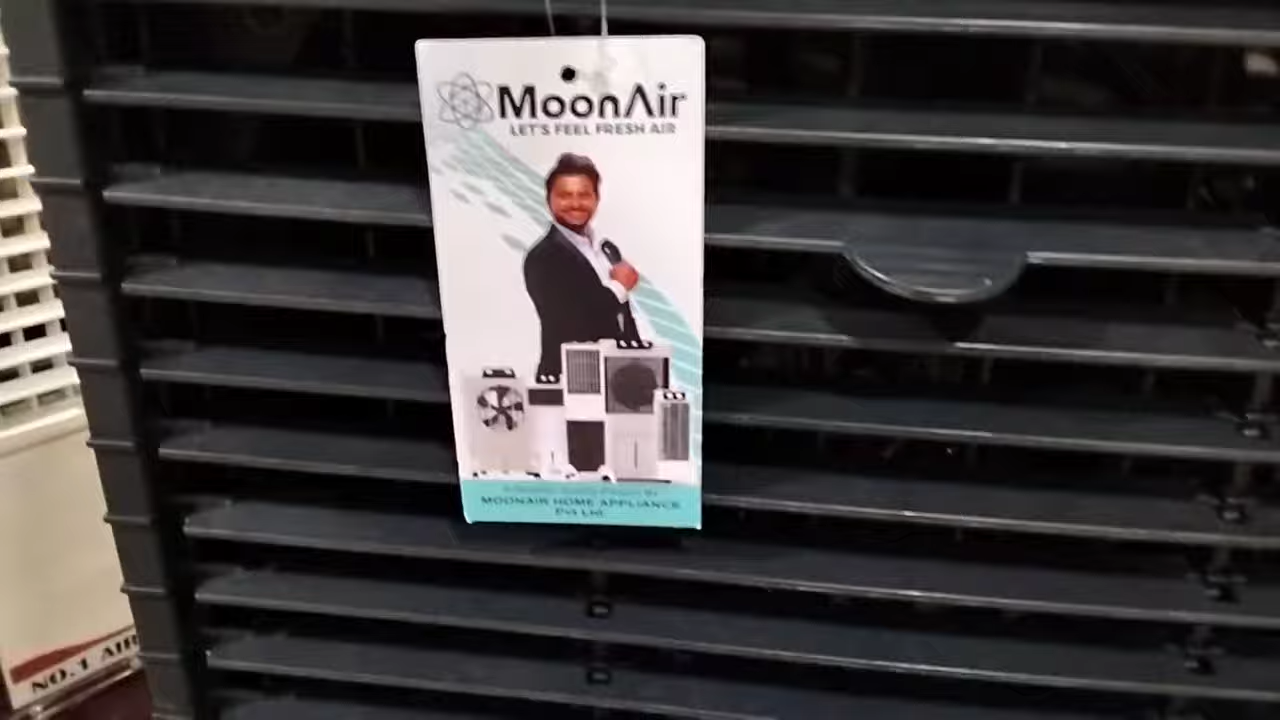 MoonAir
LET'S FEEL FRESH AIR
MOONAIR HOME APPLIANCE
Pvt Ltd.
NO.1 AIR